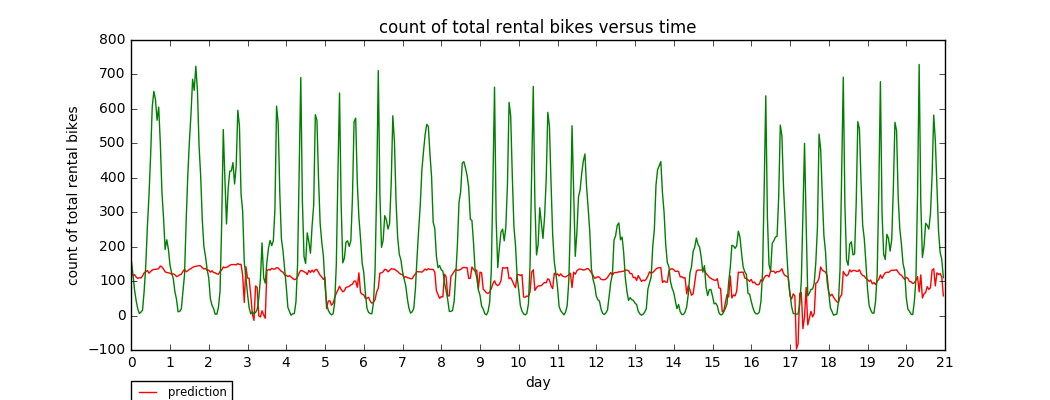 count of total rental bikes versus time
800
700
600
500
400
300
200
100
0
−100
count of total rental bikes
0 1 2 3 4 5 6 7 8 9 10 11 12 13 14 15 16 17 18 19 20 21
day
prediction